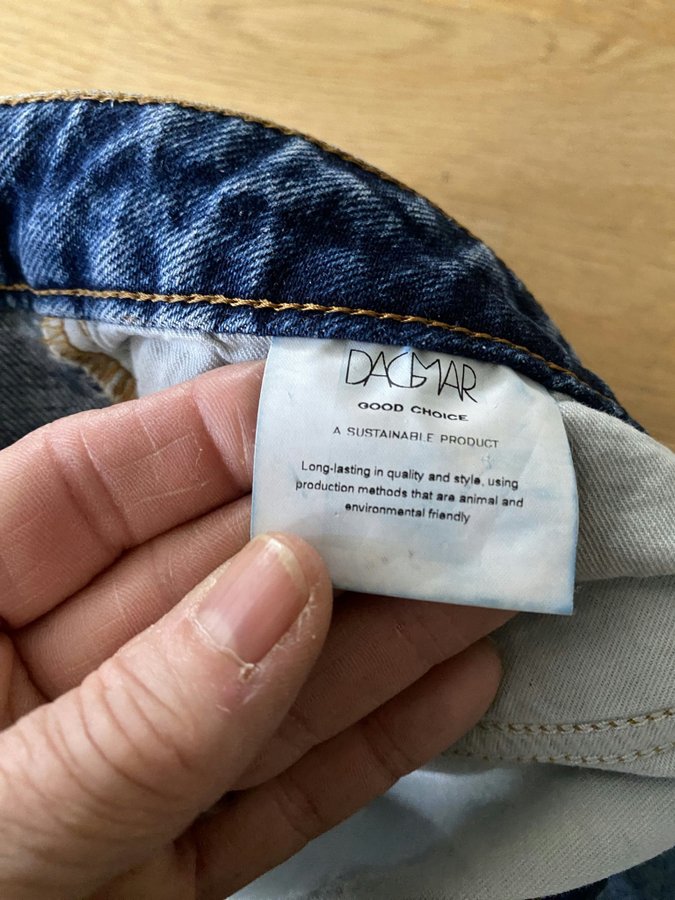 DAGMAR
GOOD CHOICE
A SUSTAINABLE PRODUCT
Long-lasting in quality and style, using
production methods that are animal and
environmental friendly